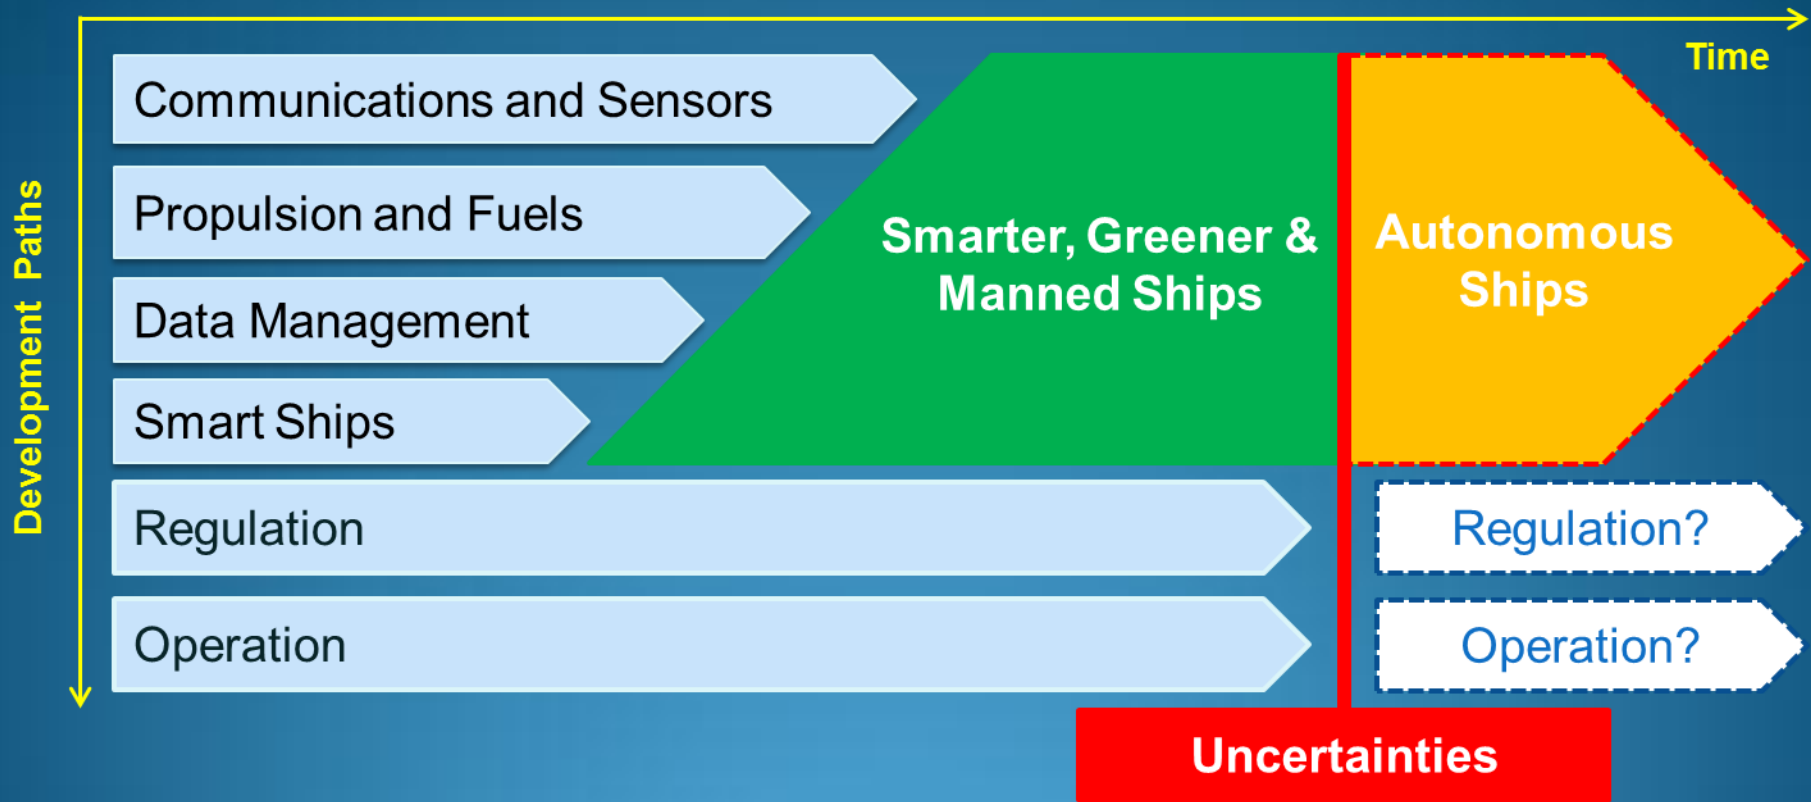 Time
Development Paths
Communications and Sensors
Propulsion and Fuels
Data Management
Smart Ships
Smarter, Greener &
Manned Ships
Autonomous
Ships
Regulation
Regulation?
Operation
Operation?
Uncertainties